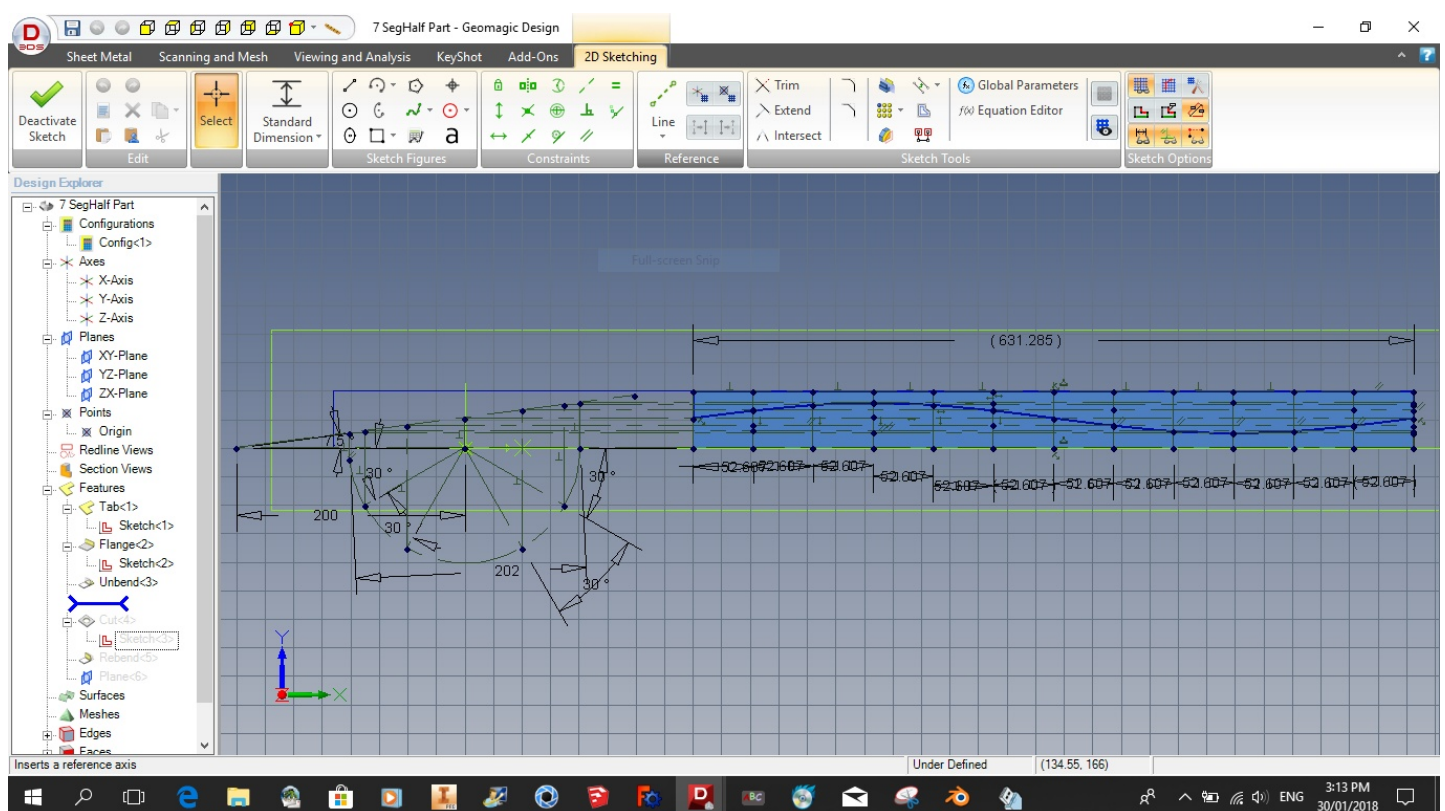 7 SegHalf Part - Geomagic Design
D
3DS
Sheet Metal Scanning and Mesh Viewing and Analysis KeyShot Add-Ons 2D Sketching
Deactivate Sketch
Edit
Select
Standard Dimension
a
Sketch Figures
Constraints
Line
Reference
Trim
Extend
Intersect
Global Parameters
f(x) Equation Editor
Sketch Tools
Sketch Options
Design Explorer
7 SegHalf Part
Configurations
Config<1>
Axes
X-Axis
Y-Axis
Z-Axis
Planes
XY-Plane
YZ-Plane
ZX-Plane
Points
Origin
Redline Views
Section Views
Features
Tab<1>
Sketch<1>
Flange<2>
Sketch<2>
Unbend<3>
Cut<4>
Sketch<3>
Rebend<5>
Plane<6>
Surfaces
Meshes
Edges
Faces
Full-screen Snip
( 631.285 )
52.607 52.607 52.607 52.607 52.607 52.607 52.607 52.607 52.607 52.607 52.607 52.607
30 °
30 °
200
30 °
202
30 °
Y
X
Inserts a reference axis
Under Defined
(134.55, 166)
ENG
3:13 PM
30/01/2018